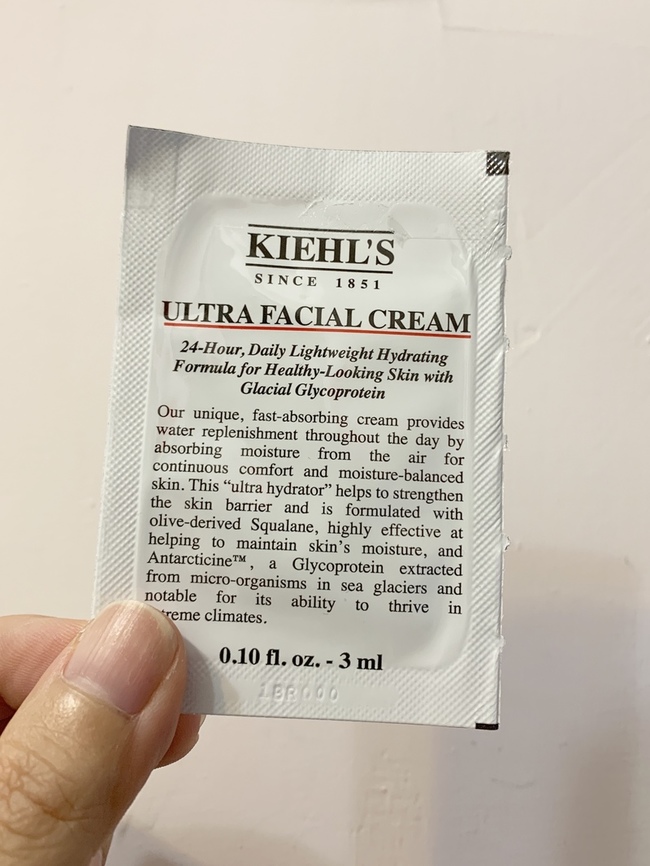 KIEHL'S
SINCE 1851
ULTRA FACIAL CREAM
24-Hour, Daily Lightweight Hydrating
Formula for Healthy-Looking Skin with
Glacial Glycoprotein
Our unique, fast-absorbing cream provides
water replenishment throughout the day by
absorbing moisture from the air for
continuous comfort and moisture-balanced
skin. This “ultra hydrator” helps to strengthen
the skin barrier and is formulated with
olive-derived Squalane, highly effective at
helping to maintain skin’s moisture, and
Antarcticine™, a Glycoprotein extracted
from micro-organisms in sea glaciers and
notable for its ability to thrive in
climates.
0.10 fl. oz. - 3 ml